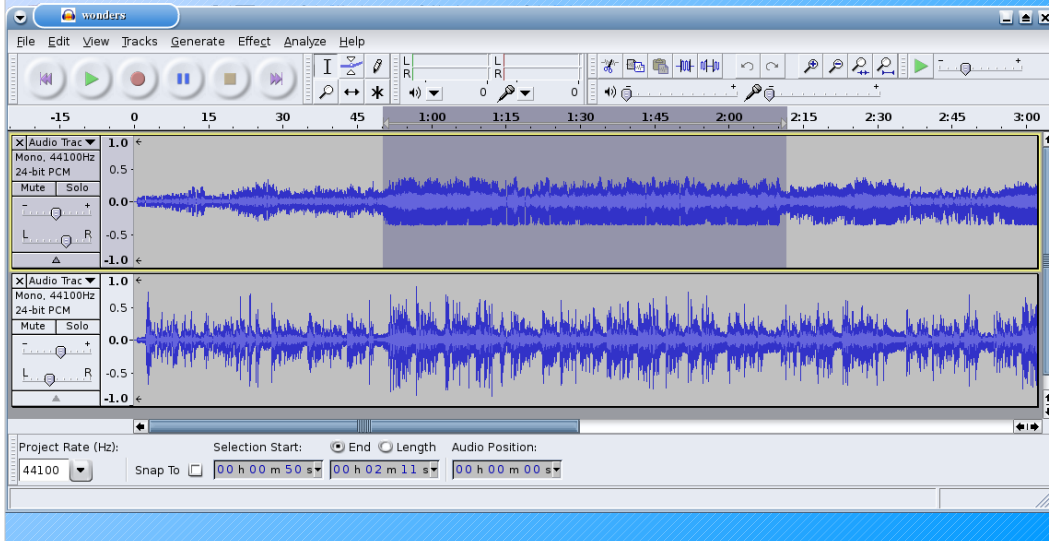 wonders
File Edit View Tracks Generate Effect Analyze Help
L
R
L
R
0
0
- +
- + - +
-15 0 15 30 45 1:00 1:15 1:30 1:45 2:00 2:15 2:30 2:45 3:00
X Audio Trac
Mono, 44100Hz
24-bit PCM
Mute Solo
- +
L R
1.0
0.5
0.0
-0.5
-1.0
X Audio Trac
Mono, 44100Hz
24-bit PCM
Mute Solo
- +
L R
1.0
0.5
0.0
-0.5
-1.0
Project Rate (Hz): Selection Start: End Length Audio Position:
44100 Snap To 00 h 00 m 50 s 00 h 02 m 11 s 00 h 00 m 00 s